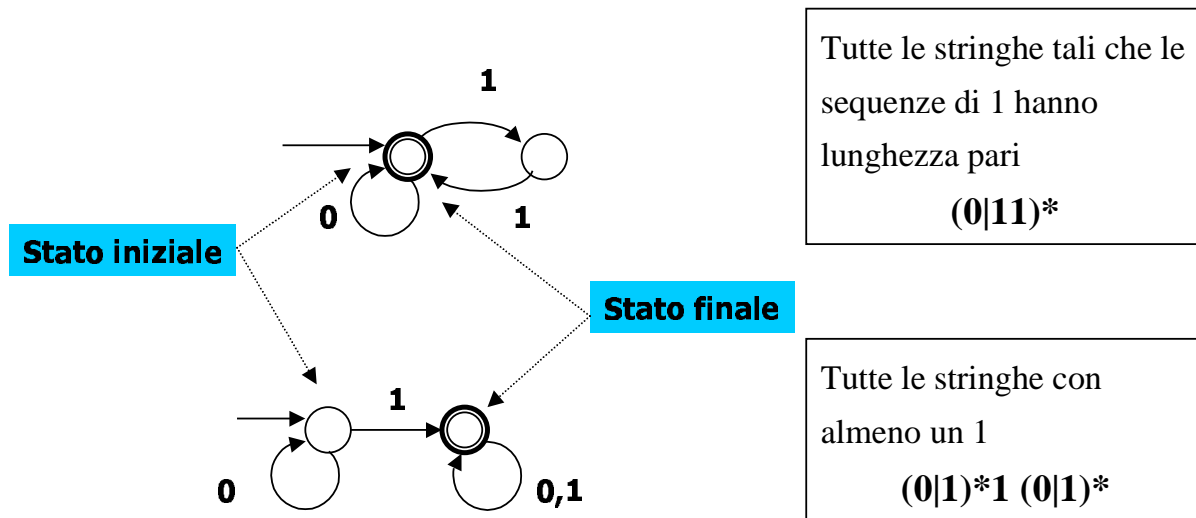 Tutte le stringhe tali che le
sequenze di 1 hanno
lunghezza pari
(0|11)*
1
0
1
Stato iniziale
Stato finale
1
0
0,1
Tutte le stringhe con
almeno un 1
(0|1)*1 (0|1)*